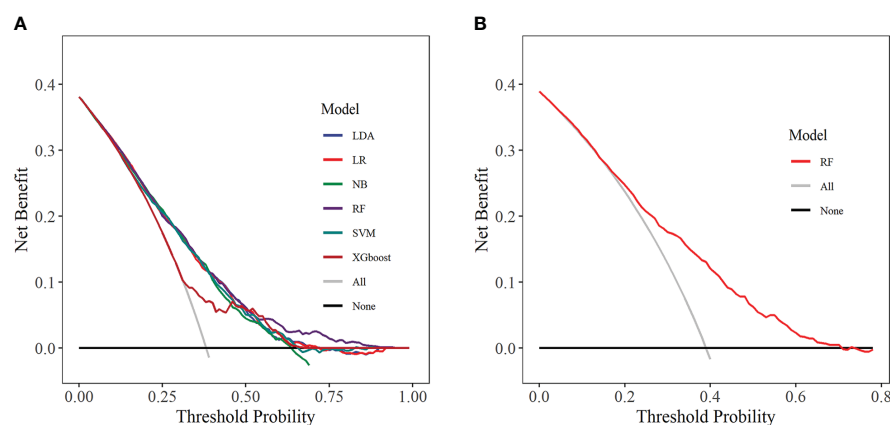 A
Net Benefit
0.4
0.3
0.2
0.1
0.0
0.00 0.25 0.50 0.75 1.00
Threshold Probility
Model
LDA
LR
NB
RF
SVM
XGboost
All
None
B
Net Benefit
0.4
0.3
0.2
0.1
0.0
0.0 0.2 0.4 0.6 0.8
Threshold Probility
Model
RF
All
None